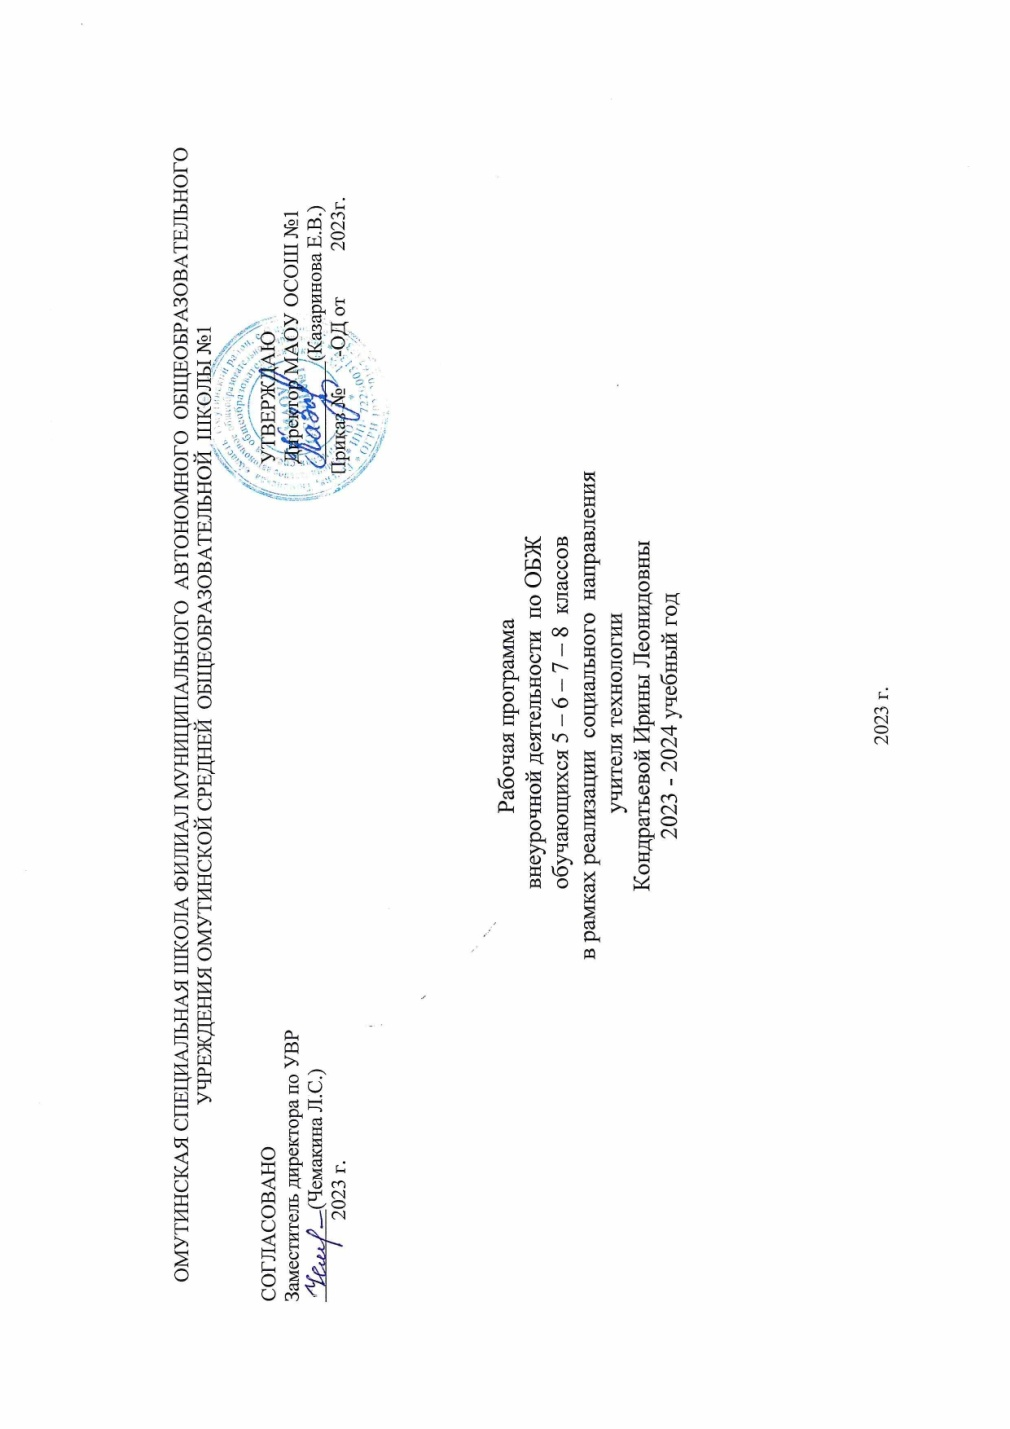 ОМУТИНСКАЯ СПЕЦИАЛЬНАЯ ШКОЛА ФИЛИАЛ МУНИЦИПАЛЬНОГО АВТОНОМНОГО ОБЩЕОБРАЗОВАТЕЛЬНОГО
УЧРЕЖДЕНИЯ ОМУТИНСКОЙ СРЕДНЕЙ ОБЩЕОБРАЗОВАТЕЛЬНОЙ ШКОЛЫ №1
СОГЛАСОВАНО
Заместитель директора по УВР
(Чемакина Л.С.)
2023 г.
УТВЕРЖДАЮ
Директор МАОУ ОСОШ №1
(Казаринова Е.В.)
Приказ № -ОД от 2023г.
Рабочая программа
внеурочной деятельности по ОБЖ
обучающихся 5 – 6 – 7 – 8 классов
в рамках реализации социального направления
учителя технологии
Кондратьевой Ирины Леонидовны
2023 - 2024 учебный год
2023 г.